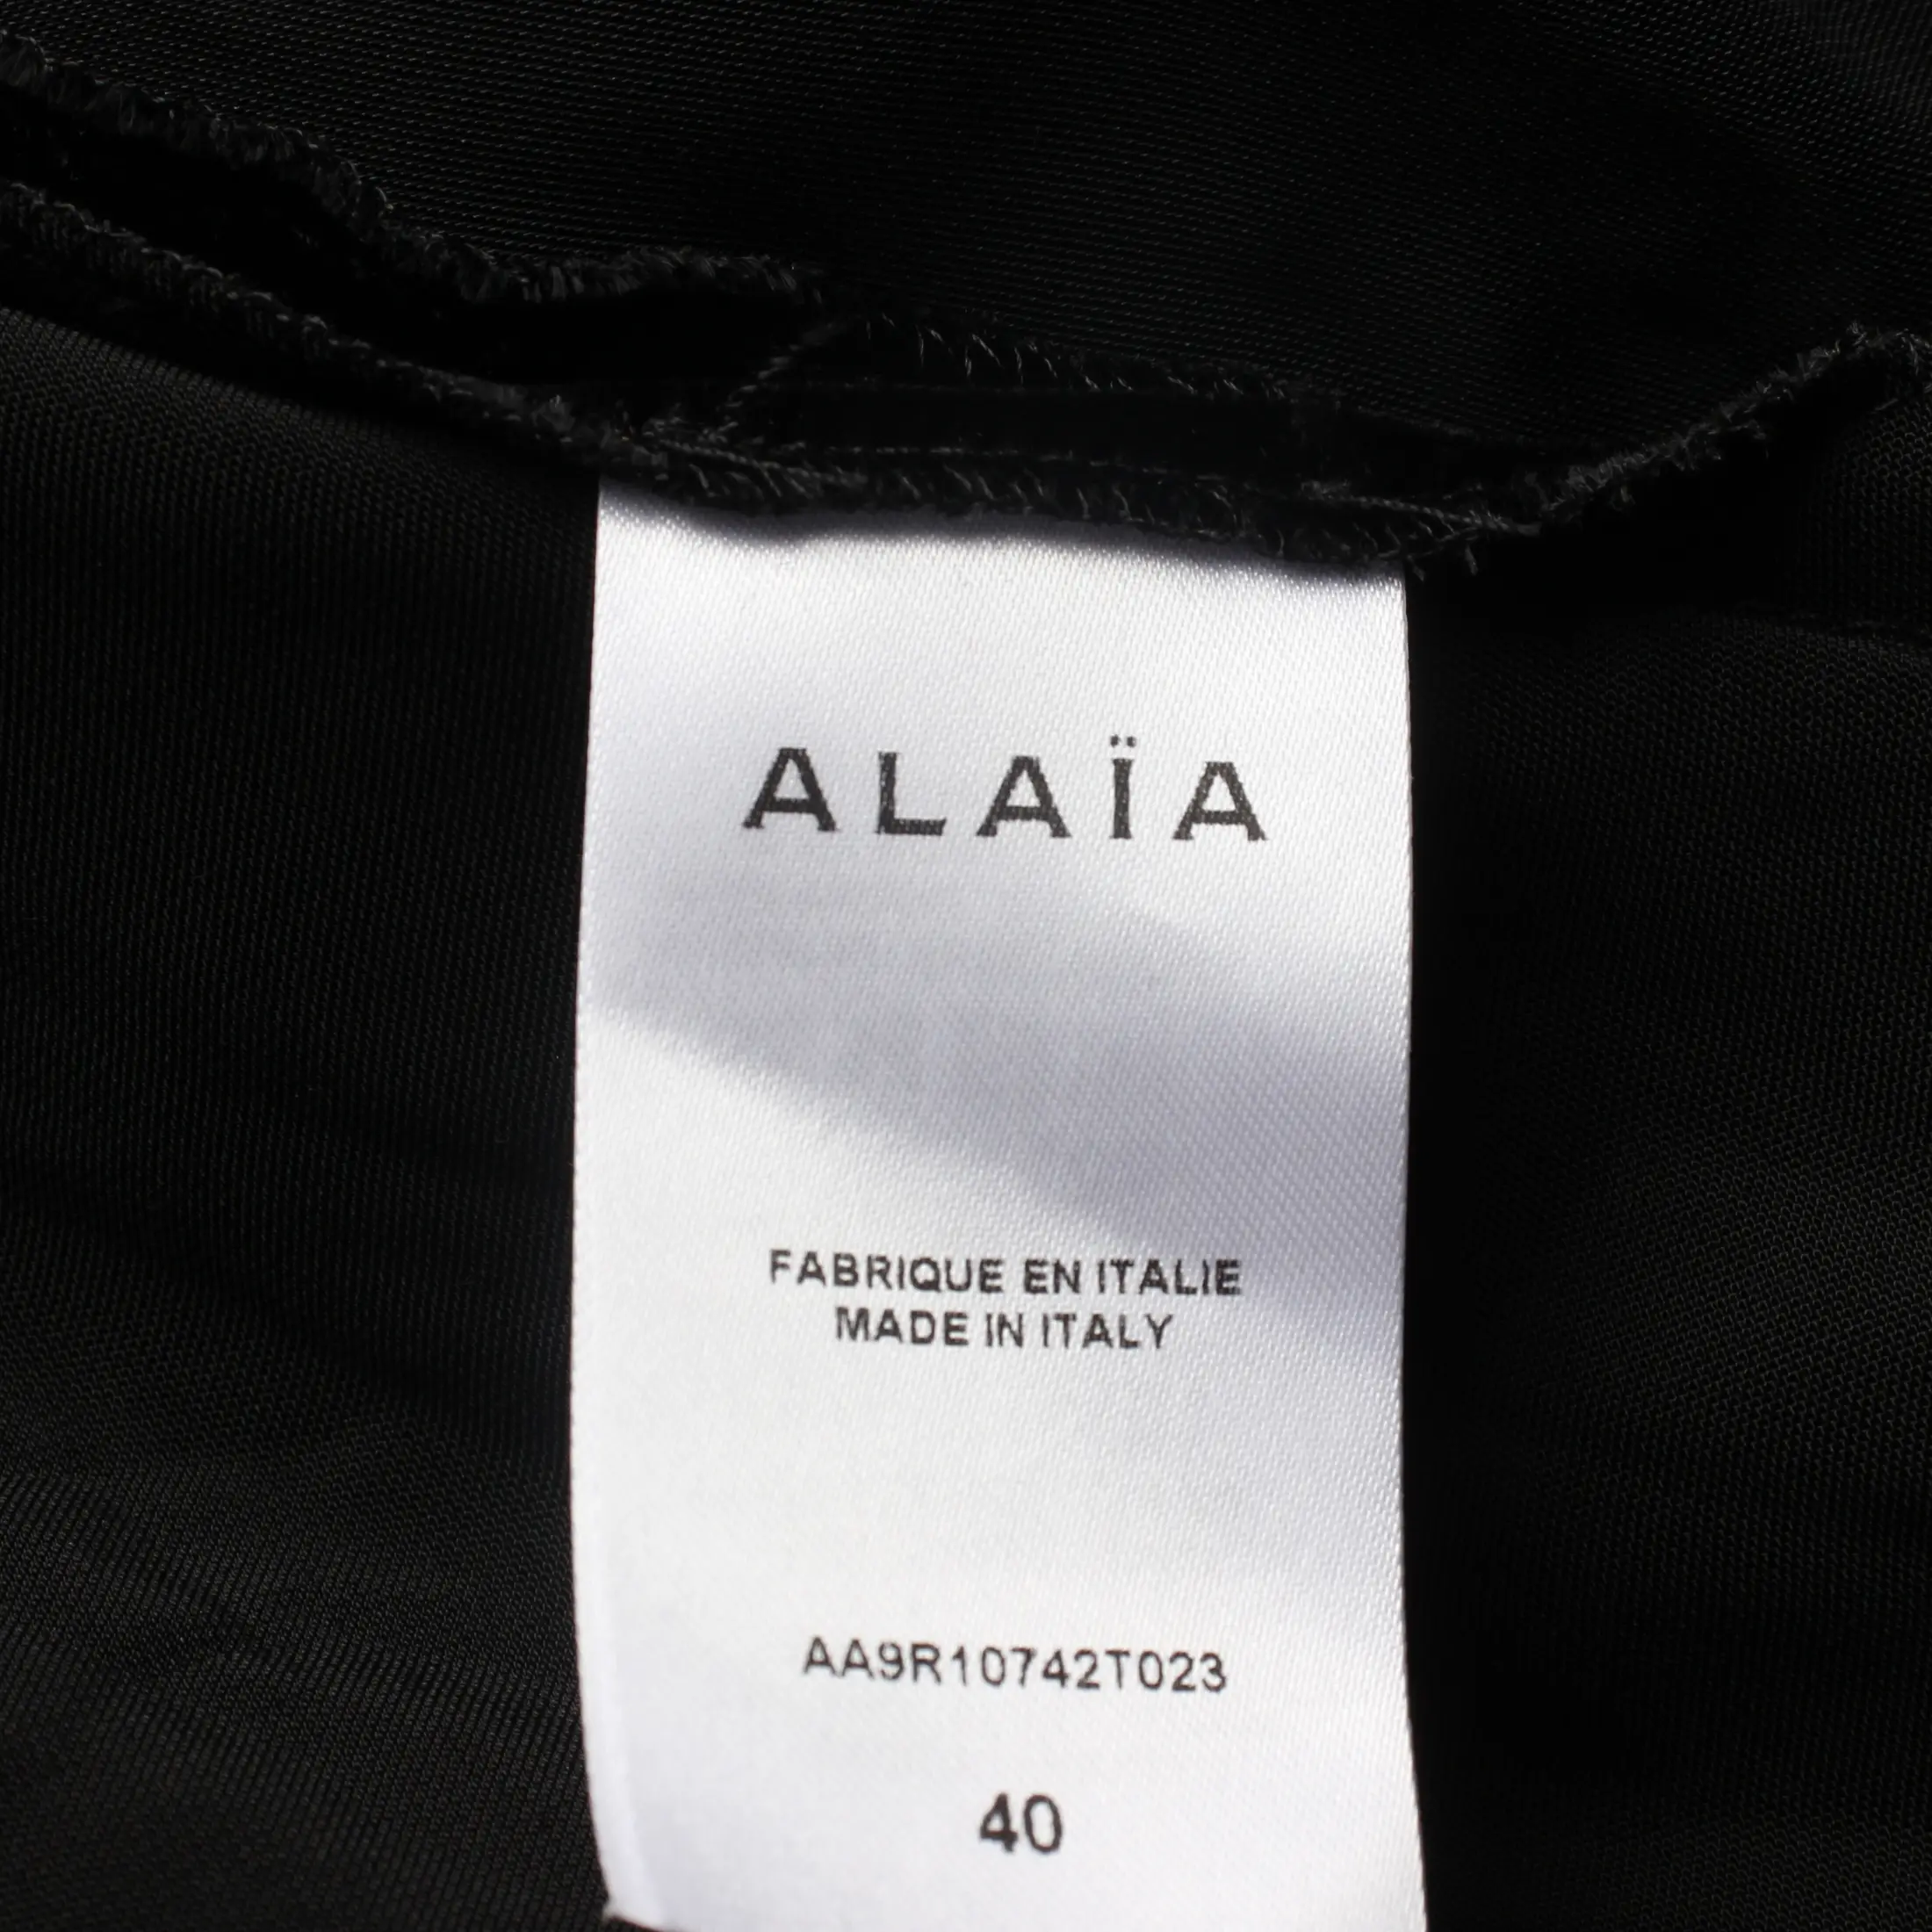 ALAÏA
FABRIQUE EN ITALIE
MADE IN ITALY
AA9R10742T023
40